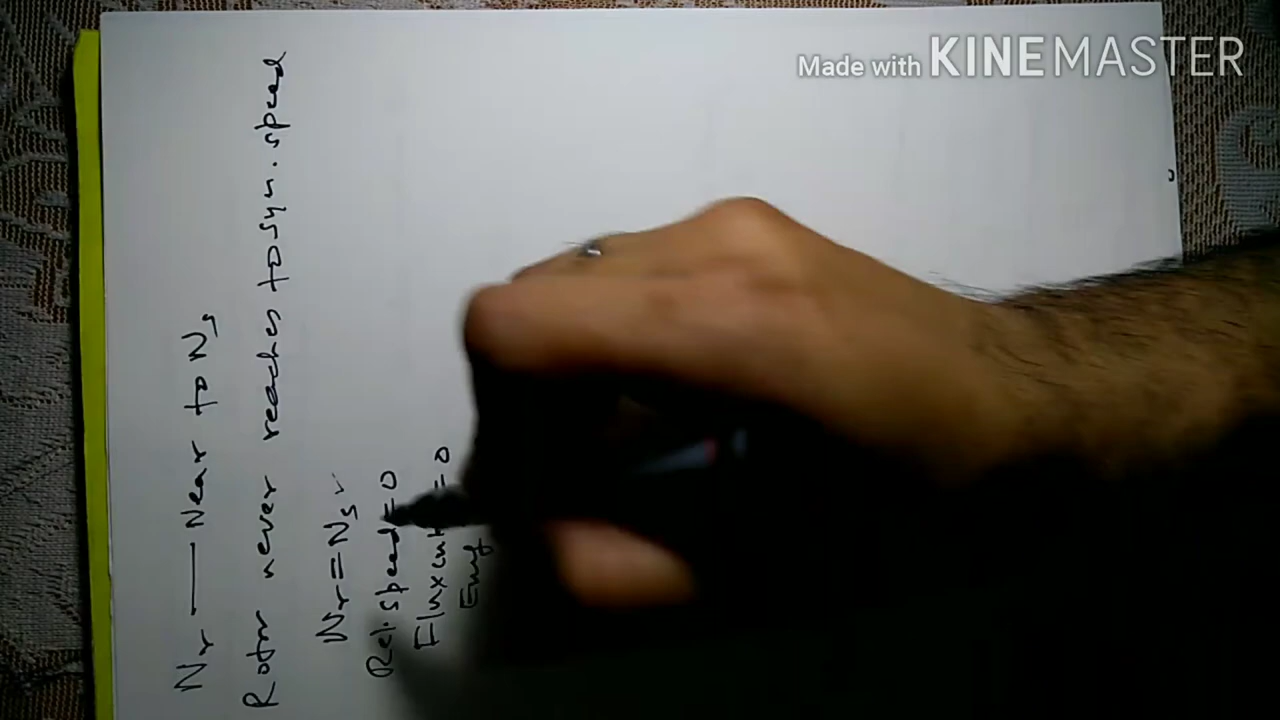 Made with KINEMASTER
Nr — Near to Ns
Rotor never reaches to syn. speed
Nr = Ns
Rel. speed = 0
Flux cut = 0
Emf